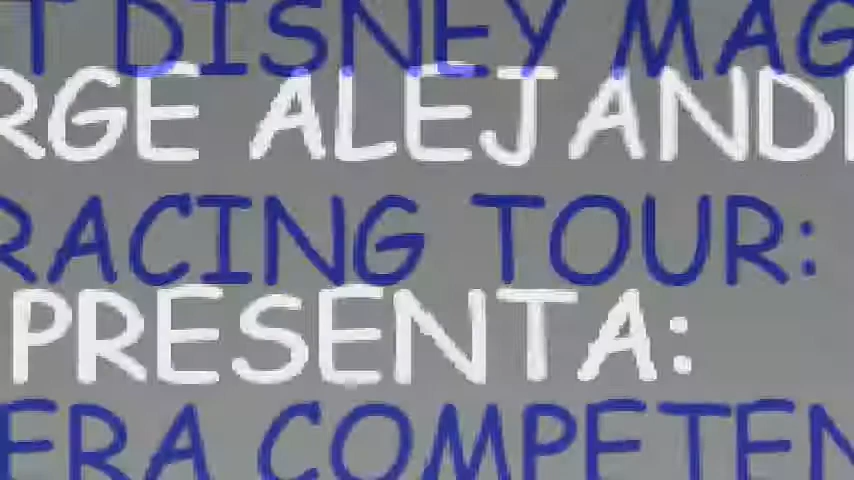 T DISNEY MAG
RGE ALEJAND
RACING TOUR:
PRESENTA:
ERA COMPETEN